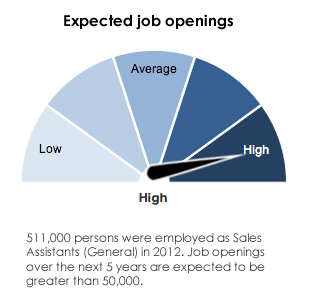 Expected job openings
Average
Low
High
High
511,000 persons were employed as Sales
Assistants (General) in 2012. Job openings
over the next 5 years are expected to be
greater than 50,000.